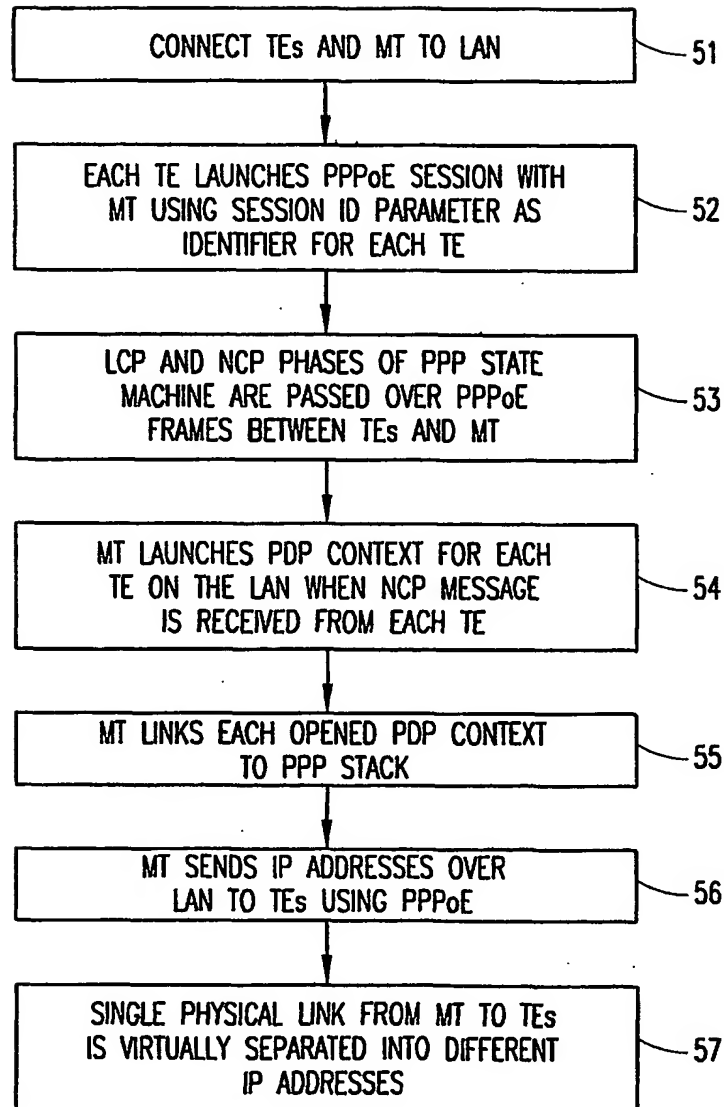 CONNECT TEs AND MT TO LAN
51
EACH TE LAUNCHES PPPoE SESSION WITH
MT USING SESSION ID PARAMETER AS
IDENTIFIER FOR EACH TE
52
LCP AND NCP PHASES OF PPP STATE
MACHINE ARE PASSED OVER PPPoE
FRAMES BETWEEN TEs AND MT
53
MT LAUNCHES PDP CONTEXT FOR EACH
TE ON THE LAN WHEN NCP MESSAGE
IS RECEIVED FROM EACH TE
54
MT LINKS EACH OPENED PDP CONTEXT
TO PPP STACK
55
MT SENDS IP ADDRESSES OVER
LAN TO TEs USING PPPoE
56
SINGLE PHYSICAL LINK FROM MT TO TEs
IS VIRTUALLY SEPARATED INTO DIFFERENT
IP ADDRESSES
57